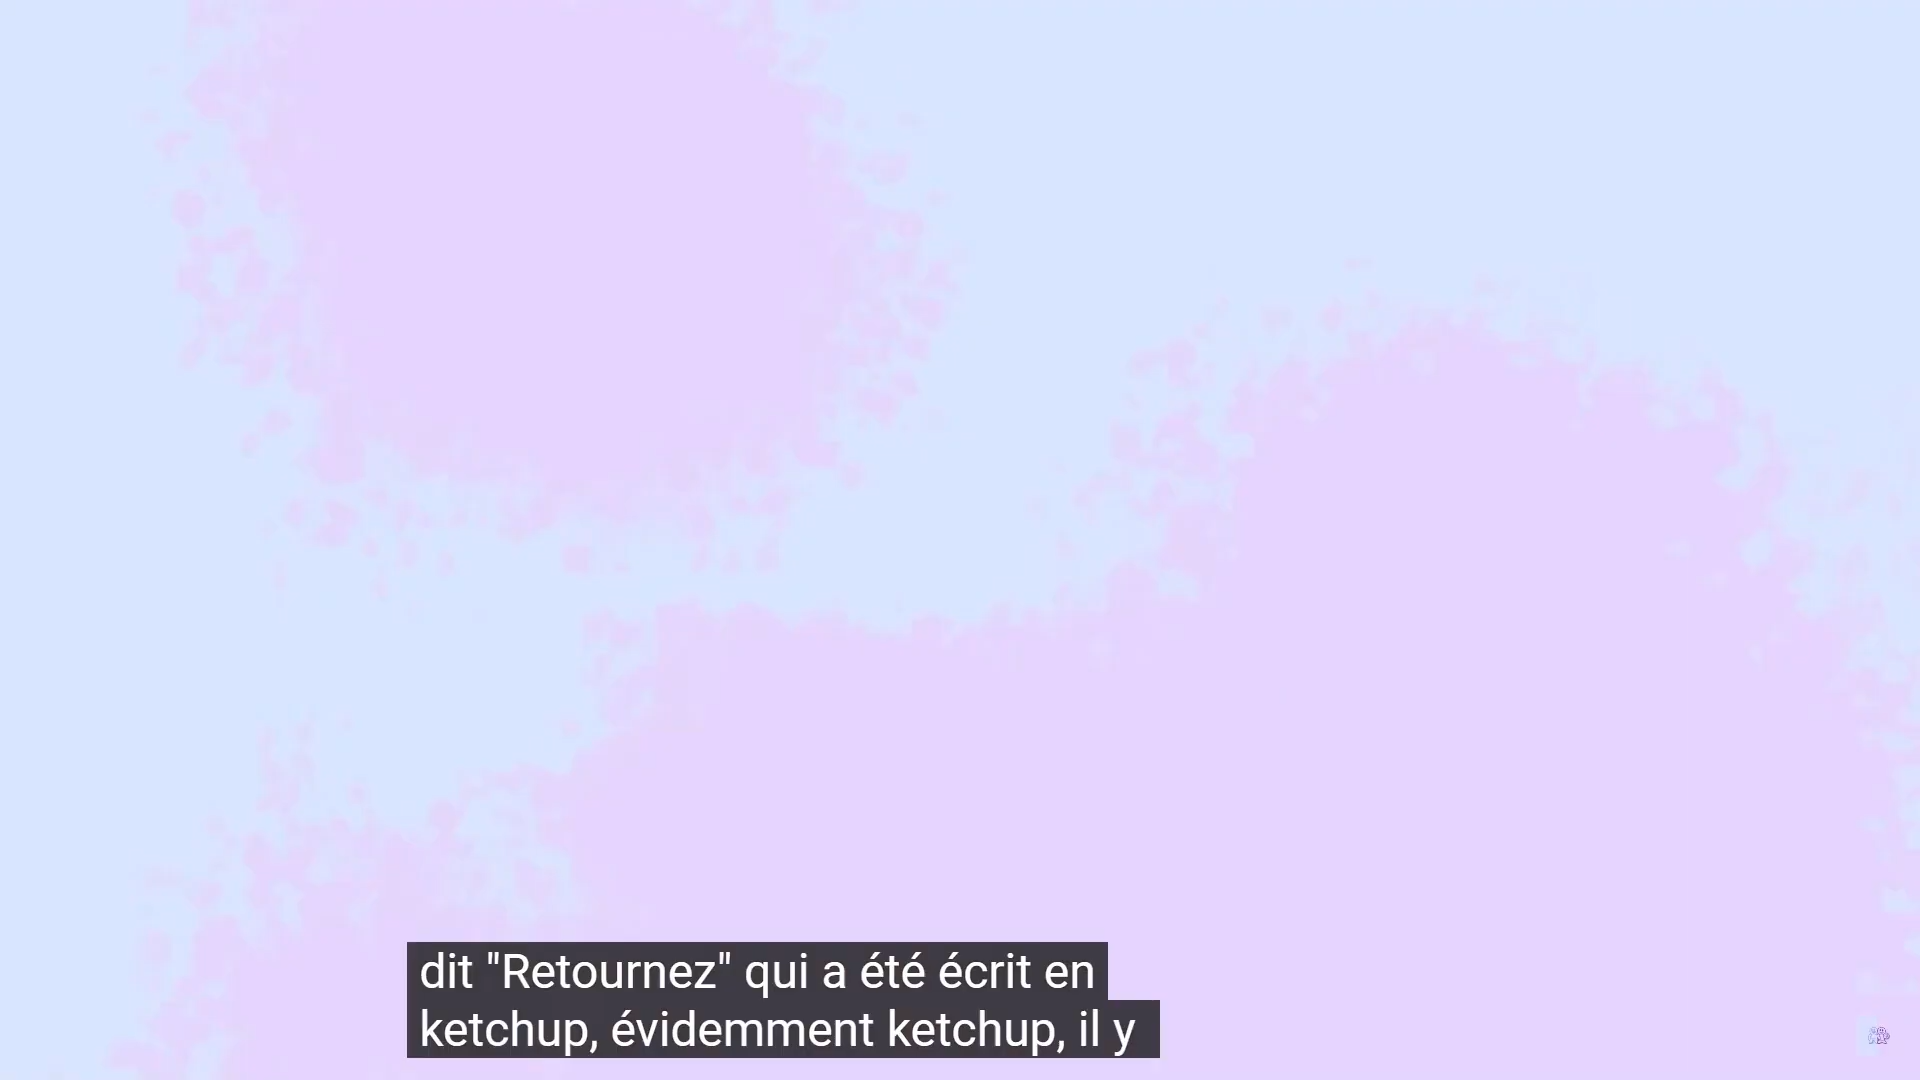 dit "Retournez" qui a été écrit en
ketchup, évidemment ketchup, il y